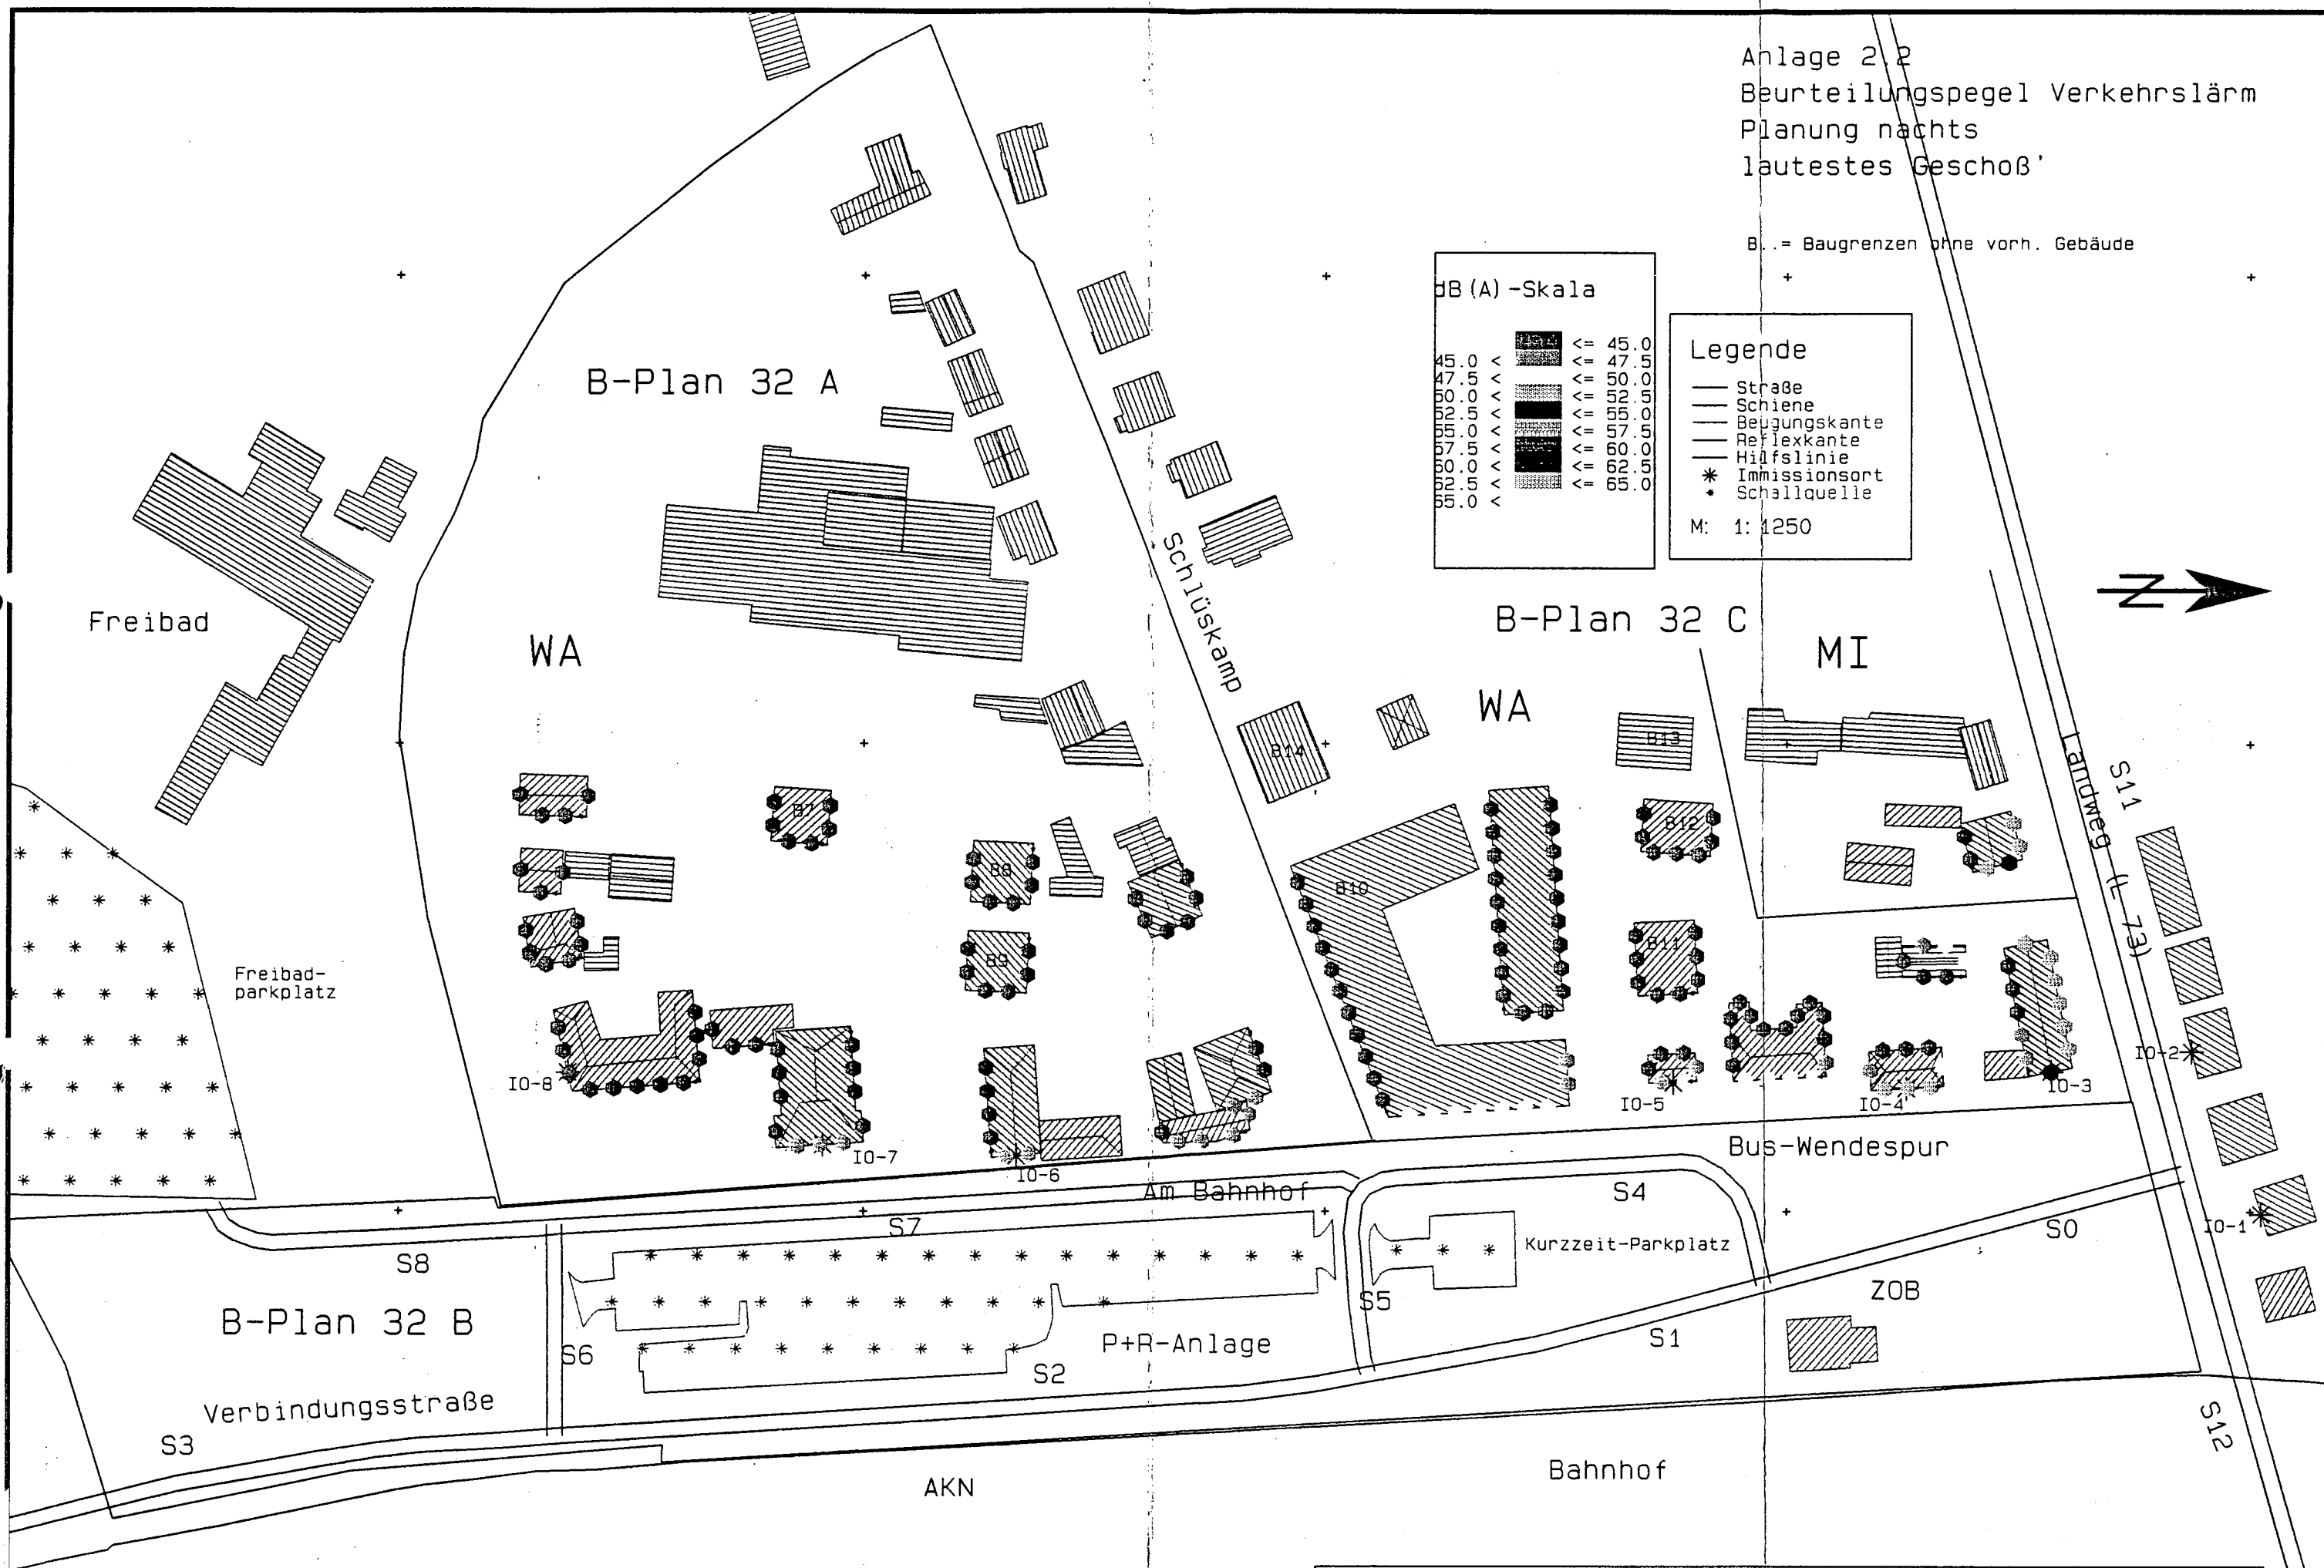 Anlage 2.2
Beurteilungspegel Verkehrslärm
Planung nachts
lautestes Geschoß'
B..= Baugrenzen ohne vorh. Gebäude
dB(A)-Skala
<= 45.0
45.0 < <= 47.5
47.5 < <= 50.0
50.0 < <= 52.5
52.5 < <= 55.0
55.0 < <= 57.5
57.5 < <= 60.0
60.0 < <= 62.5
62.5 < <= 65.0
65.0 <
Legende
Straße
Schiene
Beugungskante
Reflexkante
Hilfslinie
Immissionsort
Schallquelle
M: 1:1250
B-Plan 32 A
Freibad
WA
Schlüskamp
B-Plan 32 C
MI
WA
N
B14
B13
Landweg (L 73)
S11
B7
B12
B8
B10
B11
B9
Freibad-
parkplatz
IO-8
IO-7
IO-6
IO-5
IO-4
IO-3
IO-2
IO-1
Bus-Wendespur
Am Bahnhof
S4
S7
S0
S8
Kurzzeit-Parkplatz
ZOB
S5
B-Plan 32 B
S6
P+R-Anlage
S1
S2
Verbindungsstraße
S3
S12
AKN
Bahnhof